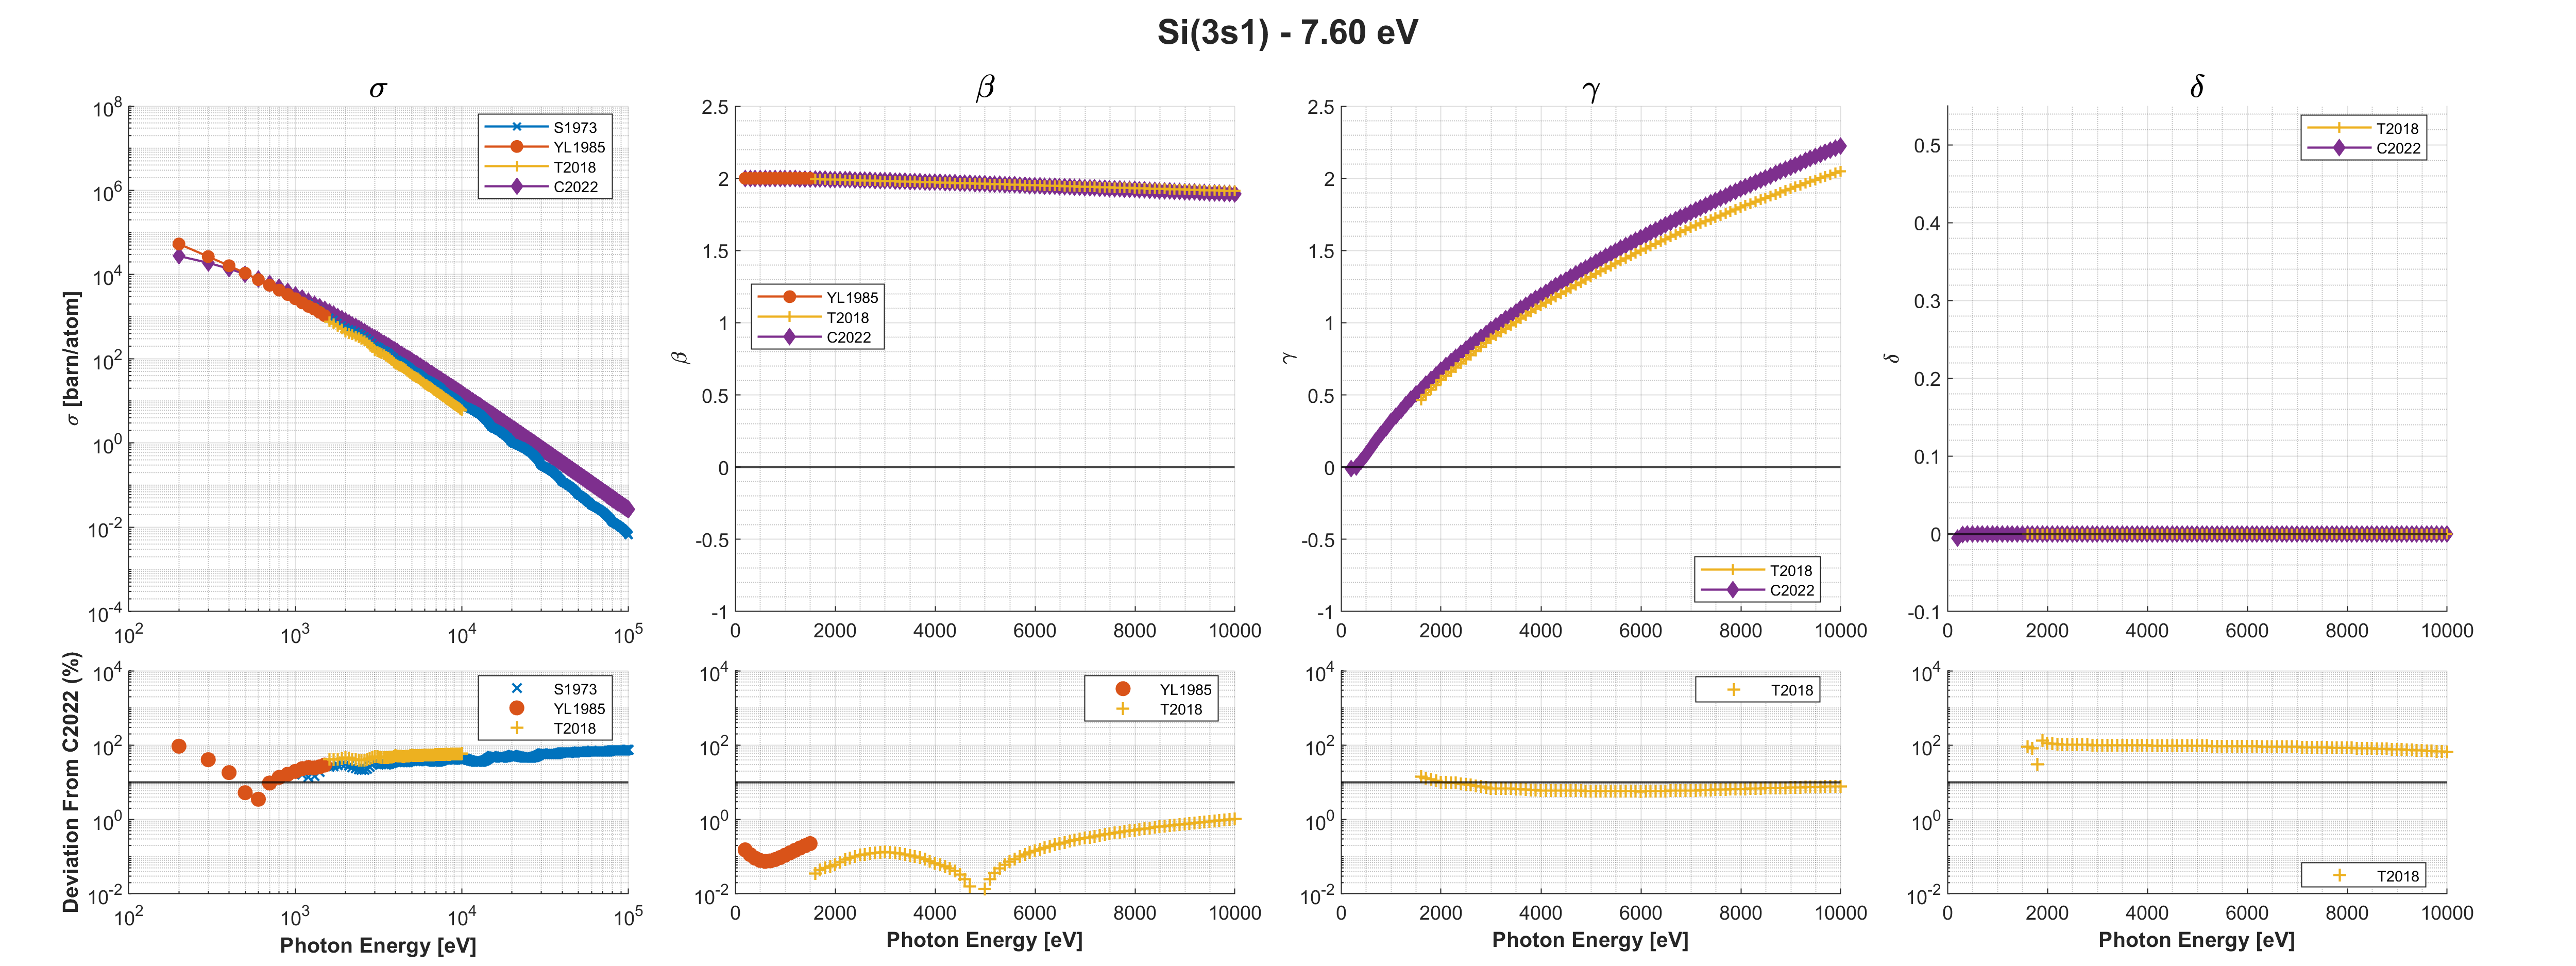 Si(3s1) - 7.60 eV
σ
σ [barn/atom]
10^8
10^6
10^4
10^2
10^0
10^-2
10^-4
10^2
10^3
10^4
10^5
S1973
YL1985
T2018
C2022
β
β
2.5
2
1.5
1
0.5
0
-0.5
-1
0
2000
4000
6000
8000
10000
YL1985
T2018
C2022
γ
γ
2.5
2
1.5
1
0.5
0
-0.5
-1
0
2000
4000
6000
8000
10000
T2018
C2022
δ
δ
0.5
0.4
0.3
0.2
0.1
0
-0.1
0
2000
4000
6000
8000
10000
T2018
C2022
Deviation From C2022 (%)
10^4
10^2
10^0
10^-2
10^2
10^3
10^4
10^5
S1973
YL1985
T2018
Photon Energy [eV]
10^4
10^2
10^0
10^-2
0
2000
4000
6000
8000
10000
YL1985
T2018
Photon Energy [eV]
10^4
10^2
10^0
10^-2
0
2000
4000
6000
8000
10000
T2018
Photon Energy [eV]
10^4
10^2
10^0
10^-2
0
2000
4000
6000
8000
10000
T2018
Photon Energy [eV]